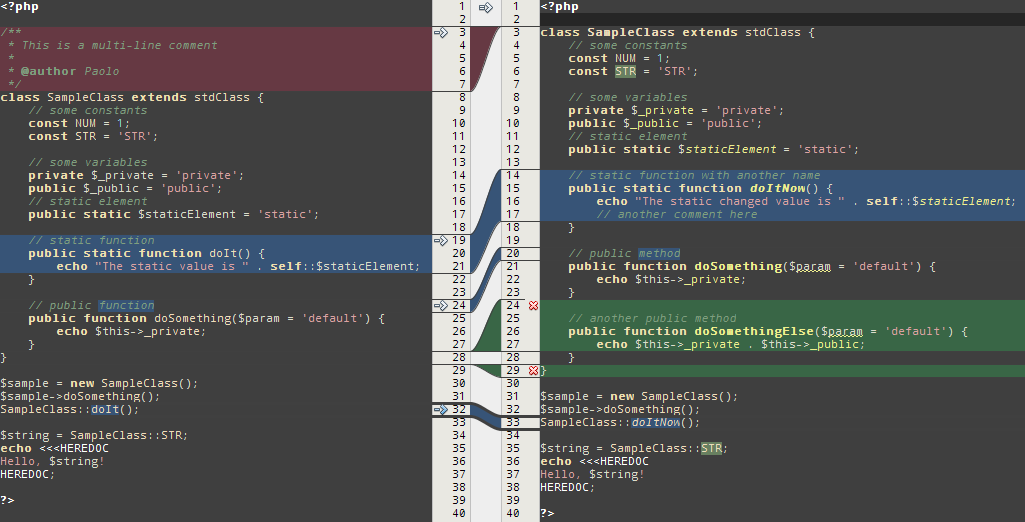 <?php
/**
 * This is a multi-line comment
 *
 * @author Paolo
 */
class SampleClass extends stdClass {
    // some constants
    const NUM = 1;
    const STR = 'STR';
    // some variables
    private $_private = 'private';
    public $_public = 'public';
    // static element
    public static $staticElement = 'static';
    // static function
    public static function doIt() {
        echo "The static value is " . self::$staticElement;
    }
    // public function
    public function doSomething($param = 'default') {
        echo $this->_private;
    }
}
$sample = new SampleClass();
$sample->doSomething();
SampleClass::doIt();
$string = SampleClass::STR;
echo <<<HEREDOC
Hello, $string!
HEREDOC;
?>
1 1
2 2
3 3
4 4
5 5
6 6
7 7
8 8
9 9
10 10
11 11
12 12
13 13
14 14
15 15
16 16
17 17
18 18
19 19
20 20
21 21
22 22
23 23
24 24
25 25
26 26
27 27
28 28
29 29
30 30
31 31
32 32
33 33
34 34
35 35
36 36
37 37
38 38
39 39
40 40
<?php
class SampleClass extends stdClass {
    // some constants
    const NUM = 1;
    const STR = 'STR';
    // some variables
    private $_private = 'private';
    public $_public = 'public';
    // static element
    public static $staticElement = 'static';
    // static function with another name
    public static function doItNow() {
        echo "The static changed value is " . self::$staticElement;
        // another comment here
    }
    // public method
    public function doSomething($param = 'default') {
        echo $this->_private;
    }
    // another public method
    public function doSomethingElse($param = 'default') {
        echo $this->_private . $this->_public;
    }
}
$sample = new SampleClass();
$sample->doSomething();
SampleClass::doItNow();
$string = SampleClass::STR;
echo <<<HEREDOC
Hello, $string!
HEREDOC;
?>